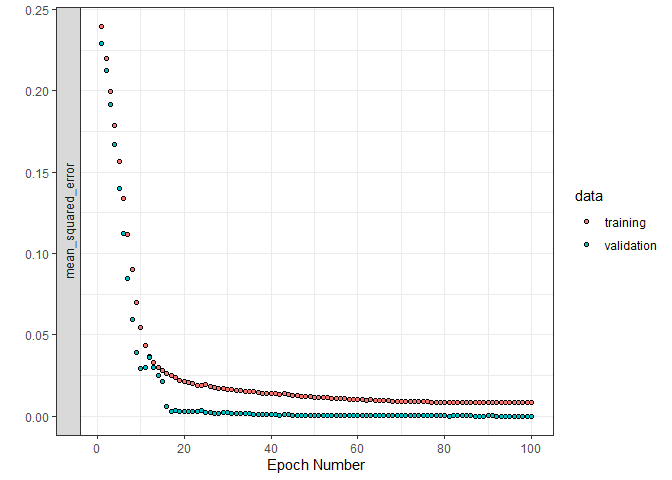 0.25
0.20
0.15
0.10
0.05
0.00
mean_squared_error
0 20 40 60 80 100
Epoch Number
data
training
validation